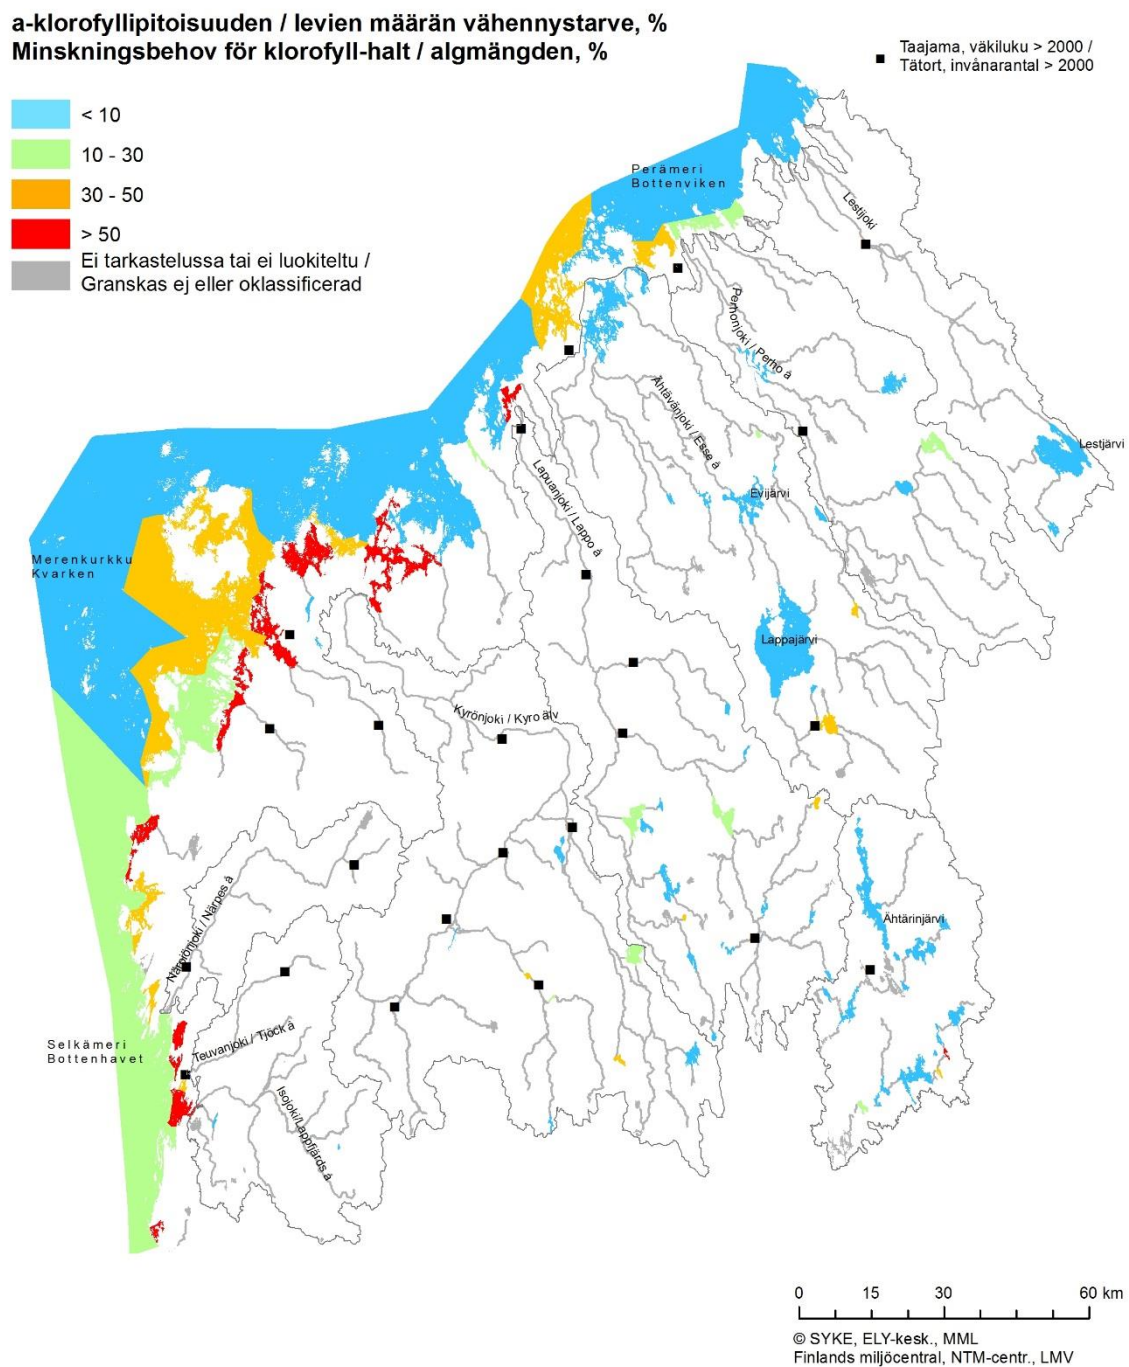 a-klorofyllipitoisuuden / levien määrän vähennystarve, %
Minskningsbehov för klorofyll-halt / algmängden, %
Taajama, väkiluku > 2000 /
Tätort, invånarantal > 2000
< 10
10 - 30
30 - 50
> 50
Ei tarkastelussa tai ei luokiteltu /
Granskas ej eller oklassificerad
Perämeri
Bottenviken
Lestijoki
Perhonjoki / Perho å
Ähtävänjoki / Esse å
Lestjärvi
Lapuanjoki / Lappo å
Evijärvi
Merenkurkku
Kvarken
Lappajärvi
Kyrönjoki / Kyro älv
Närpiönjoki / Närpes å
Ähtärinjärvi
Selkämeri
Bottenhavet
Teuvanjoki / Tjöck å
Isojoki/Lappfjärds å
0 15 30 60 km
© SYKE, ELY-kesk., MML
Finlands miljöcentral, NTM-centr., LMV